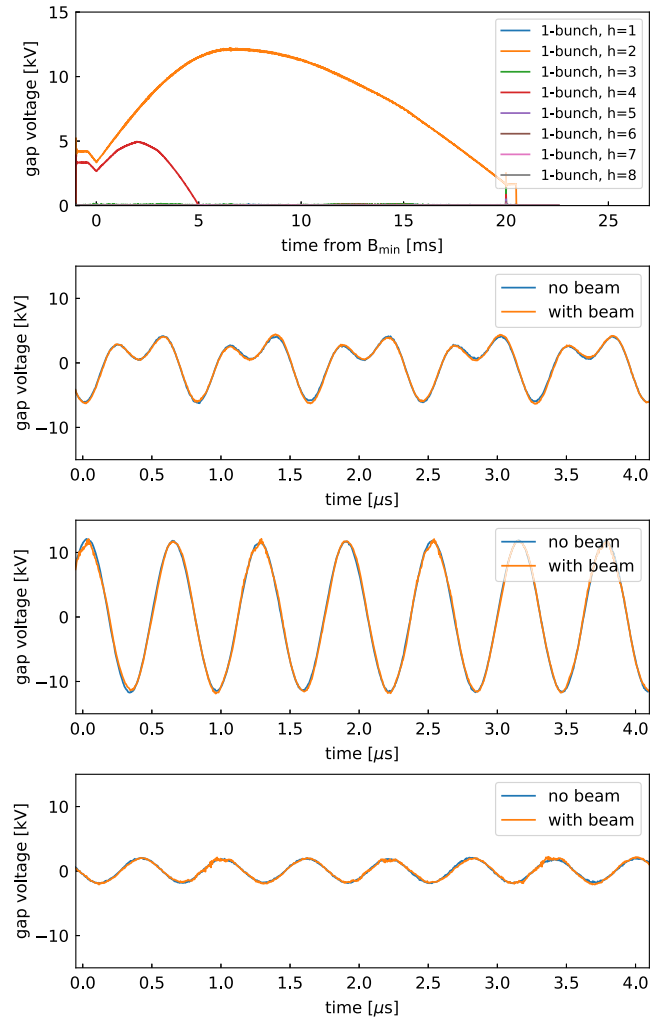 15
10
5
0
gap voltage [kV]
1-bunch, h=1
1-bunch, h=2
1-bunch, h=3
1-bunch, h=4
1-bunch, h=5
1-bunch, h=6
1-bunch, h=7
1-bunch, h=8
0 5 10 15 20 25
time from Bmin [ms]
10
0
−10
gap voltage [kV]
no beam
with beam
0.0 0.5 1.0 1.5 2.0 2.5 3.0 3.5 4.0
time [μs]
10
0
−10
gap voltage [kV]
no beam
with beam
0.0 0.5 1.0 1.5 2.0 2.5 3.0 3.5 4.0
time [μs]
10
0
−10
gap voltage [kV]
no beam
with beam
0.0 0.5 1.0 1.5 2.0 2.5 3.0 3.5 4.0
time [μs]